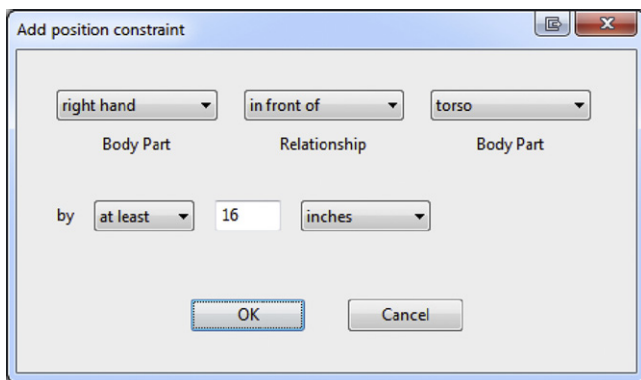 Add position constraint
right hand in front of torso
Body Part Relationship Body Part
by at least 16 inches
OK Cancel